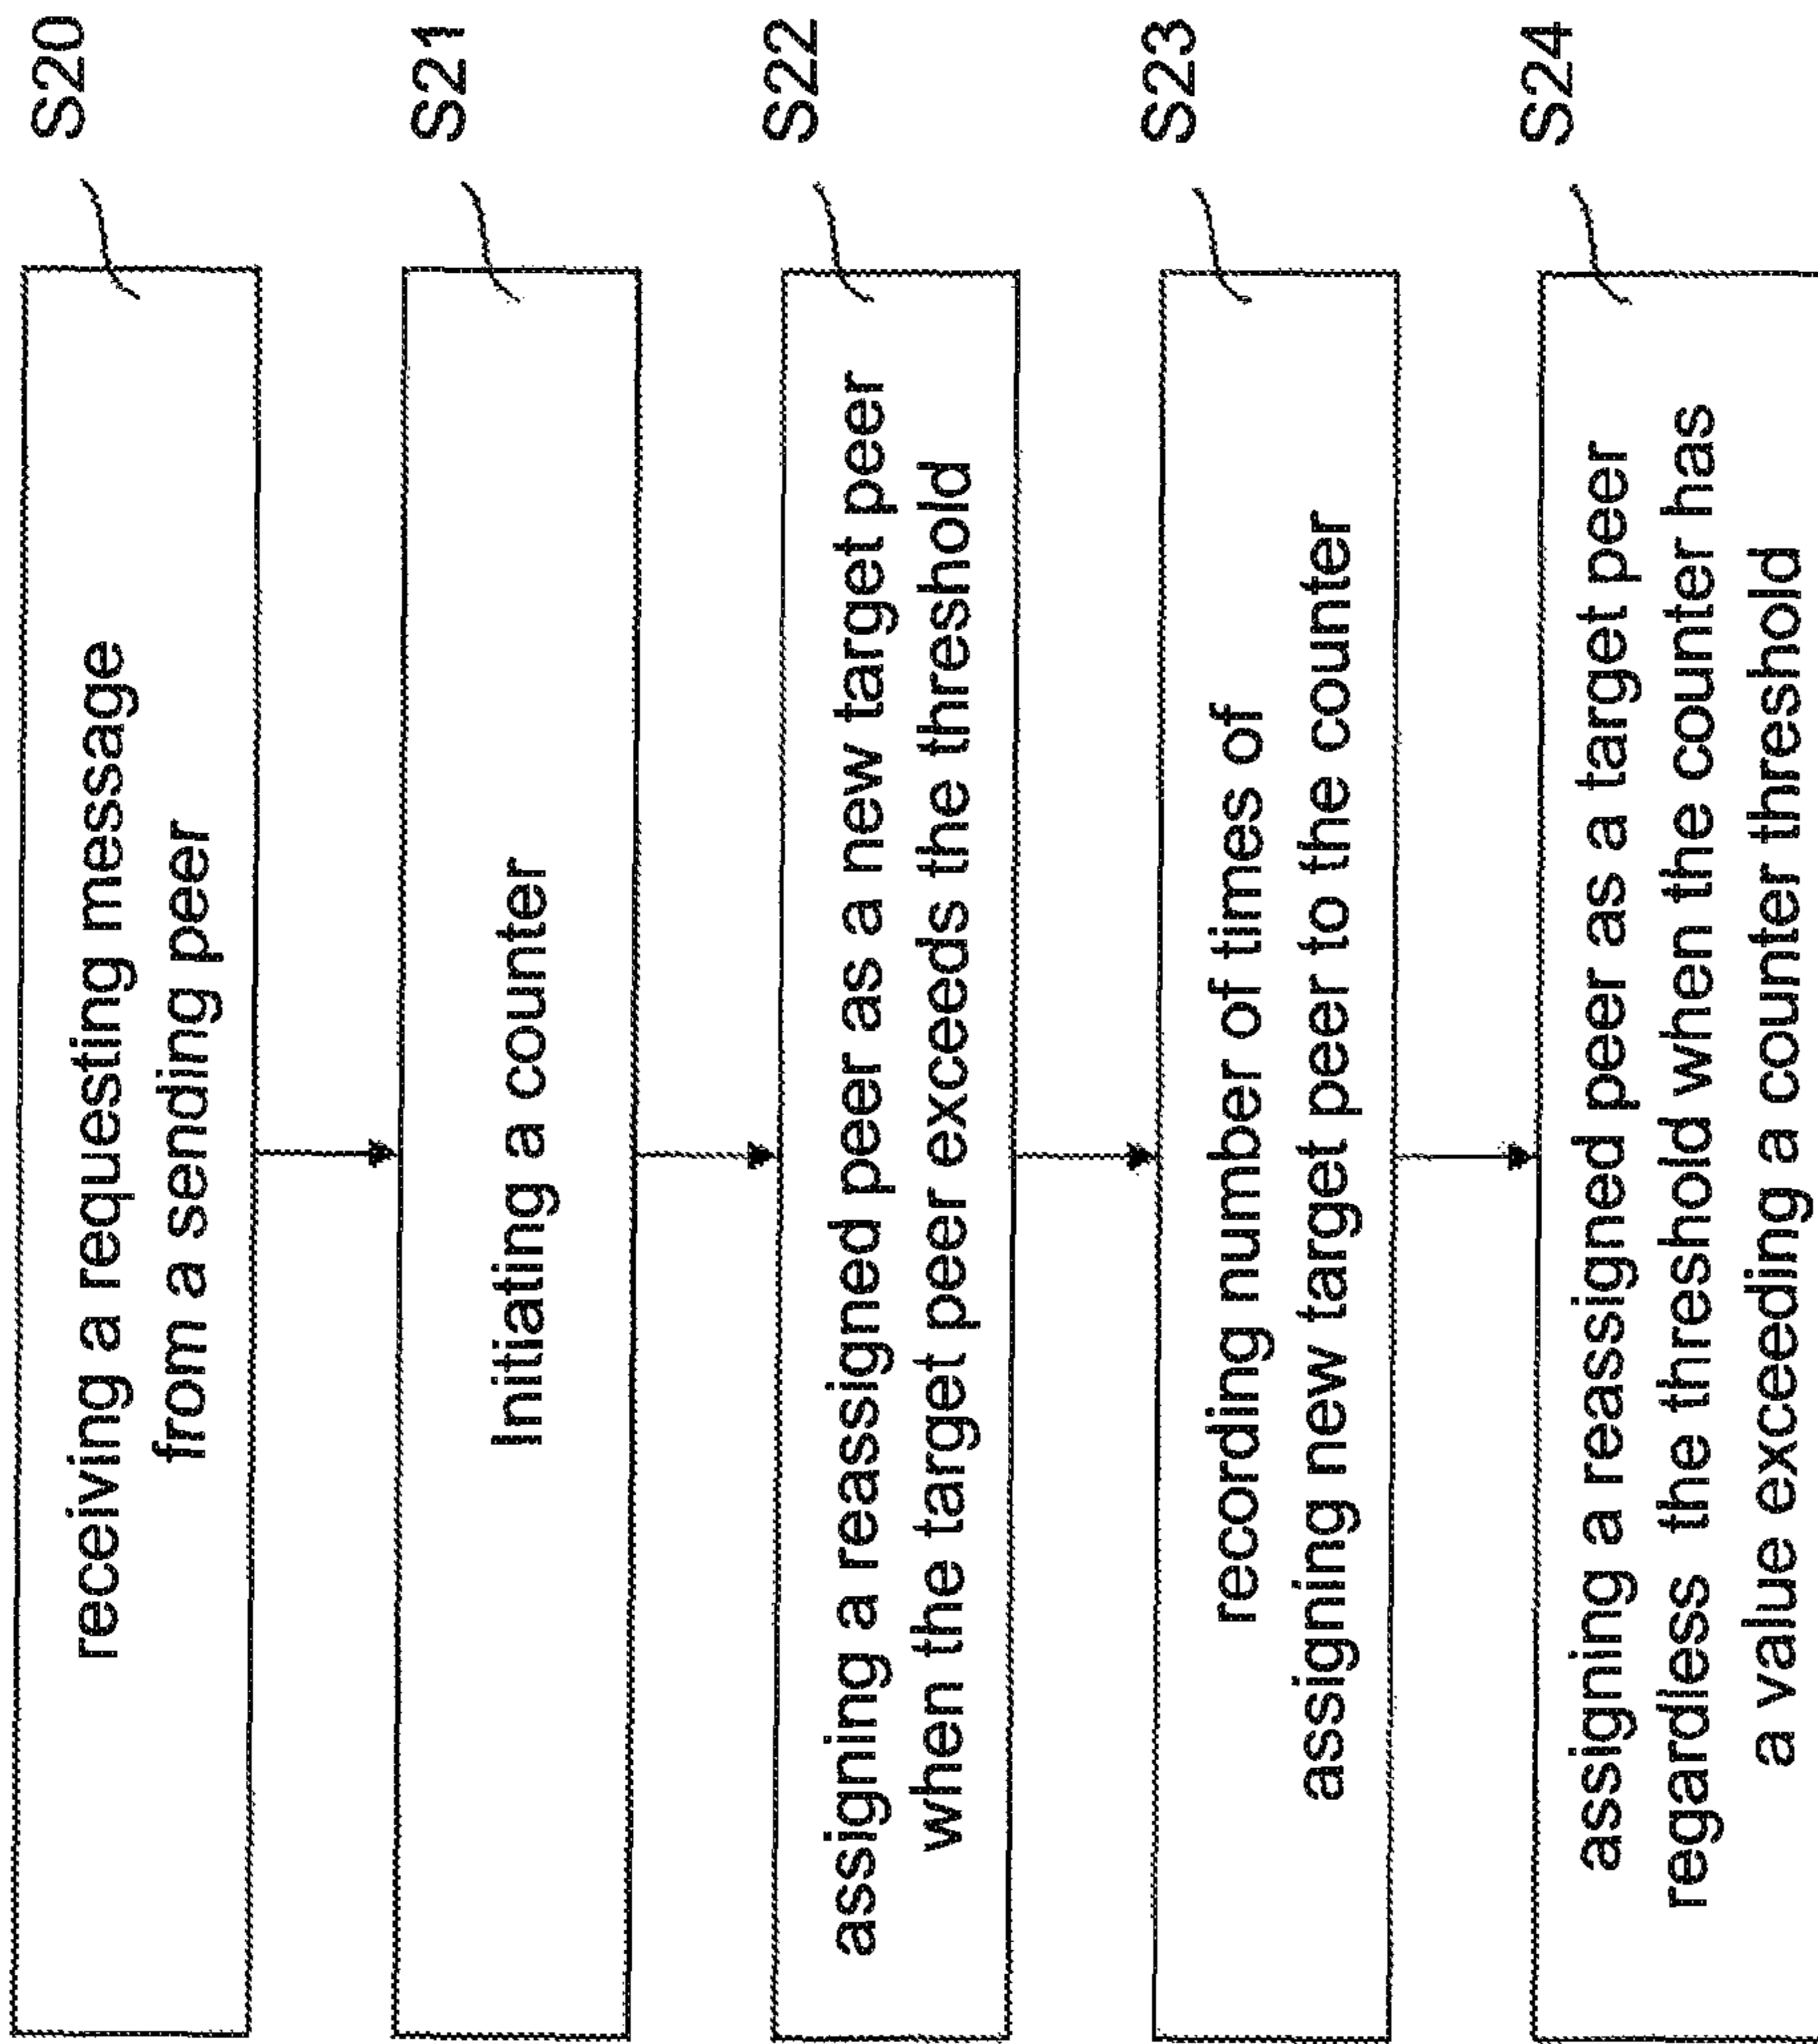 S20
receiving a requesting message
from a sending peer
S21
Initiating a counter
S22
assigning a reassigned peer as a new target peer
when the target peer exceeds the threshold
S23
recording number of times of
assigning new target peer to the counter
S24
assigning a reassigned peer as a target peer
regardless the threshold when the counter has
a value exceeding a counter threshold